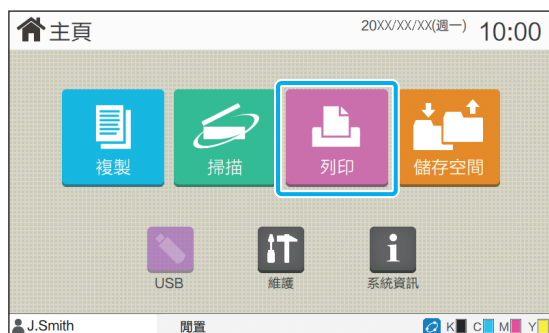 主頁
20XX/XX/XX(週一) 10:00
複製 掃描 列印 儲存空間
USB 維護 系統資訊
J.Smith 閒置 K C M Y